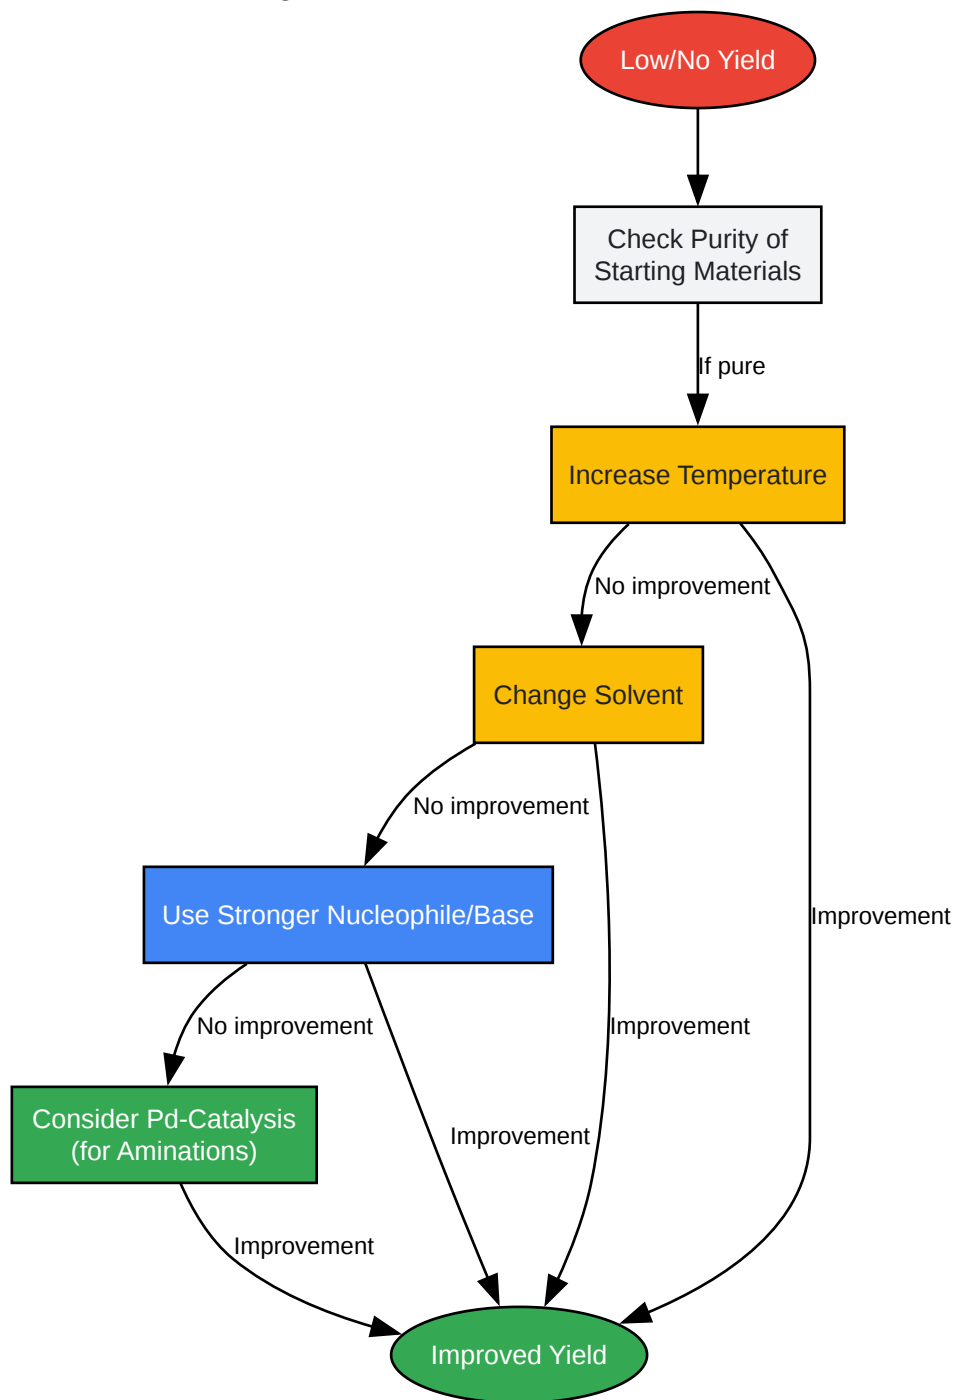 Low/No Yield
Check Purity of
Starting Materials
If pure
Increase Temperature
No improvement
Change Solvent
No improvement
Use Stronger Nucleophile/Base
Improvement
No improvement
Improvement
Consider Pd-Catalysis
(for Aminations)
Improvement
Improvement
Improved Yield